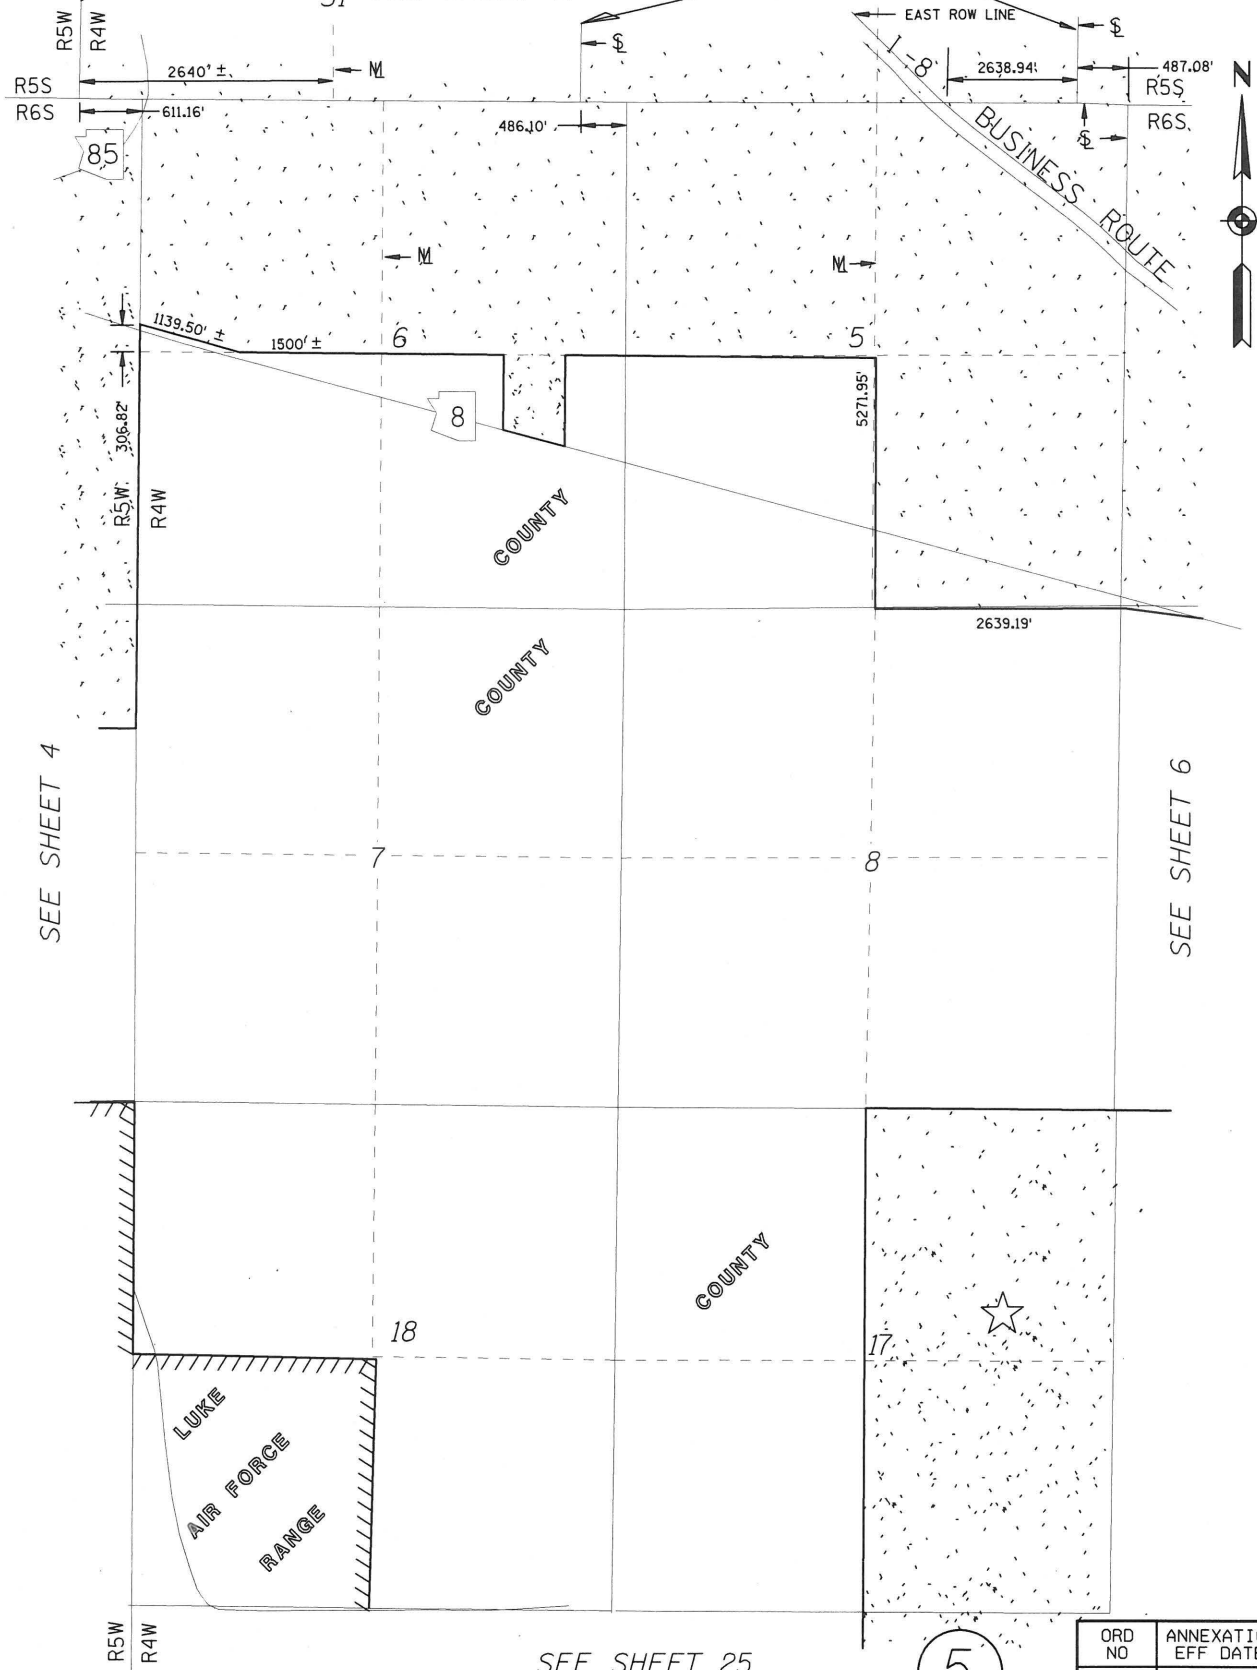 R5W
R4W
EAST ROW LINE
2640' ±
M
I-8
2638.94'
487.08'
N
R5S
R6S
611.16'
486.10'
R5S
R6S
85
BUSINESS ROUTE
M
M
1139.50' ±
1500' ±
6
5
306.82'
8
5271.95'
R5W
R4W
COUNTY
2639.19'
COUNTY
SEE SHEET 4
SEE SHEET 6
7
8
COUNTY
18
17
LUKE
AIR FORCE
RANGE
R5W
R4W
SEE SHEET 25
5
ORD
NO